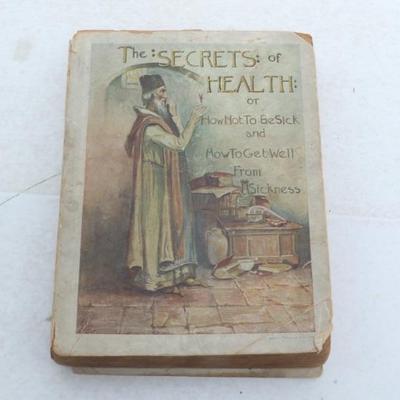 The : SECRETS : of
HEALTH :
or
How Not To Be Sick
and
How To Get Well
From
Sickness